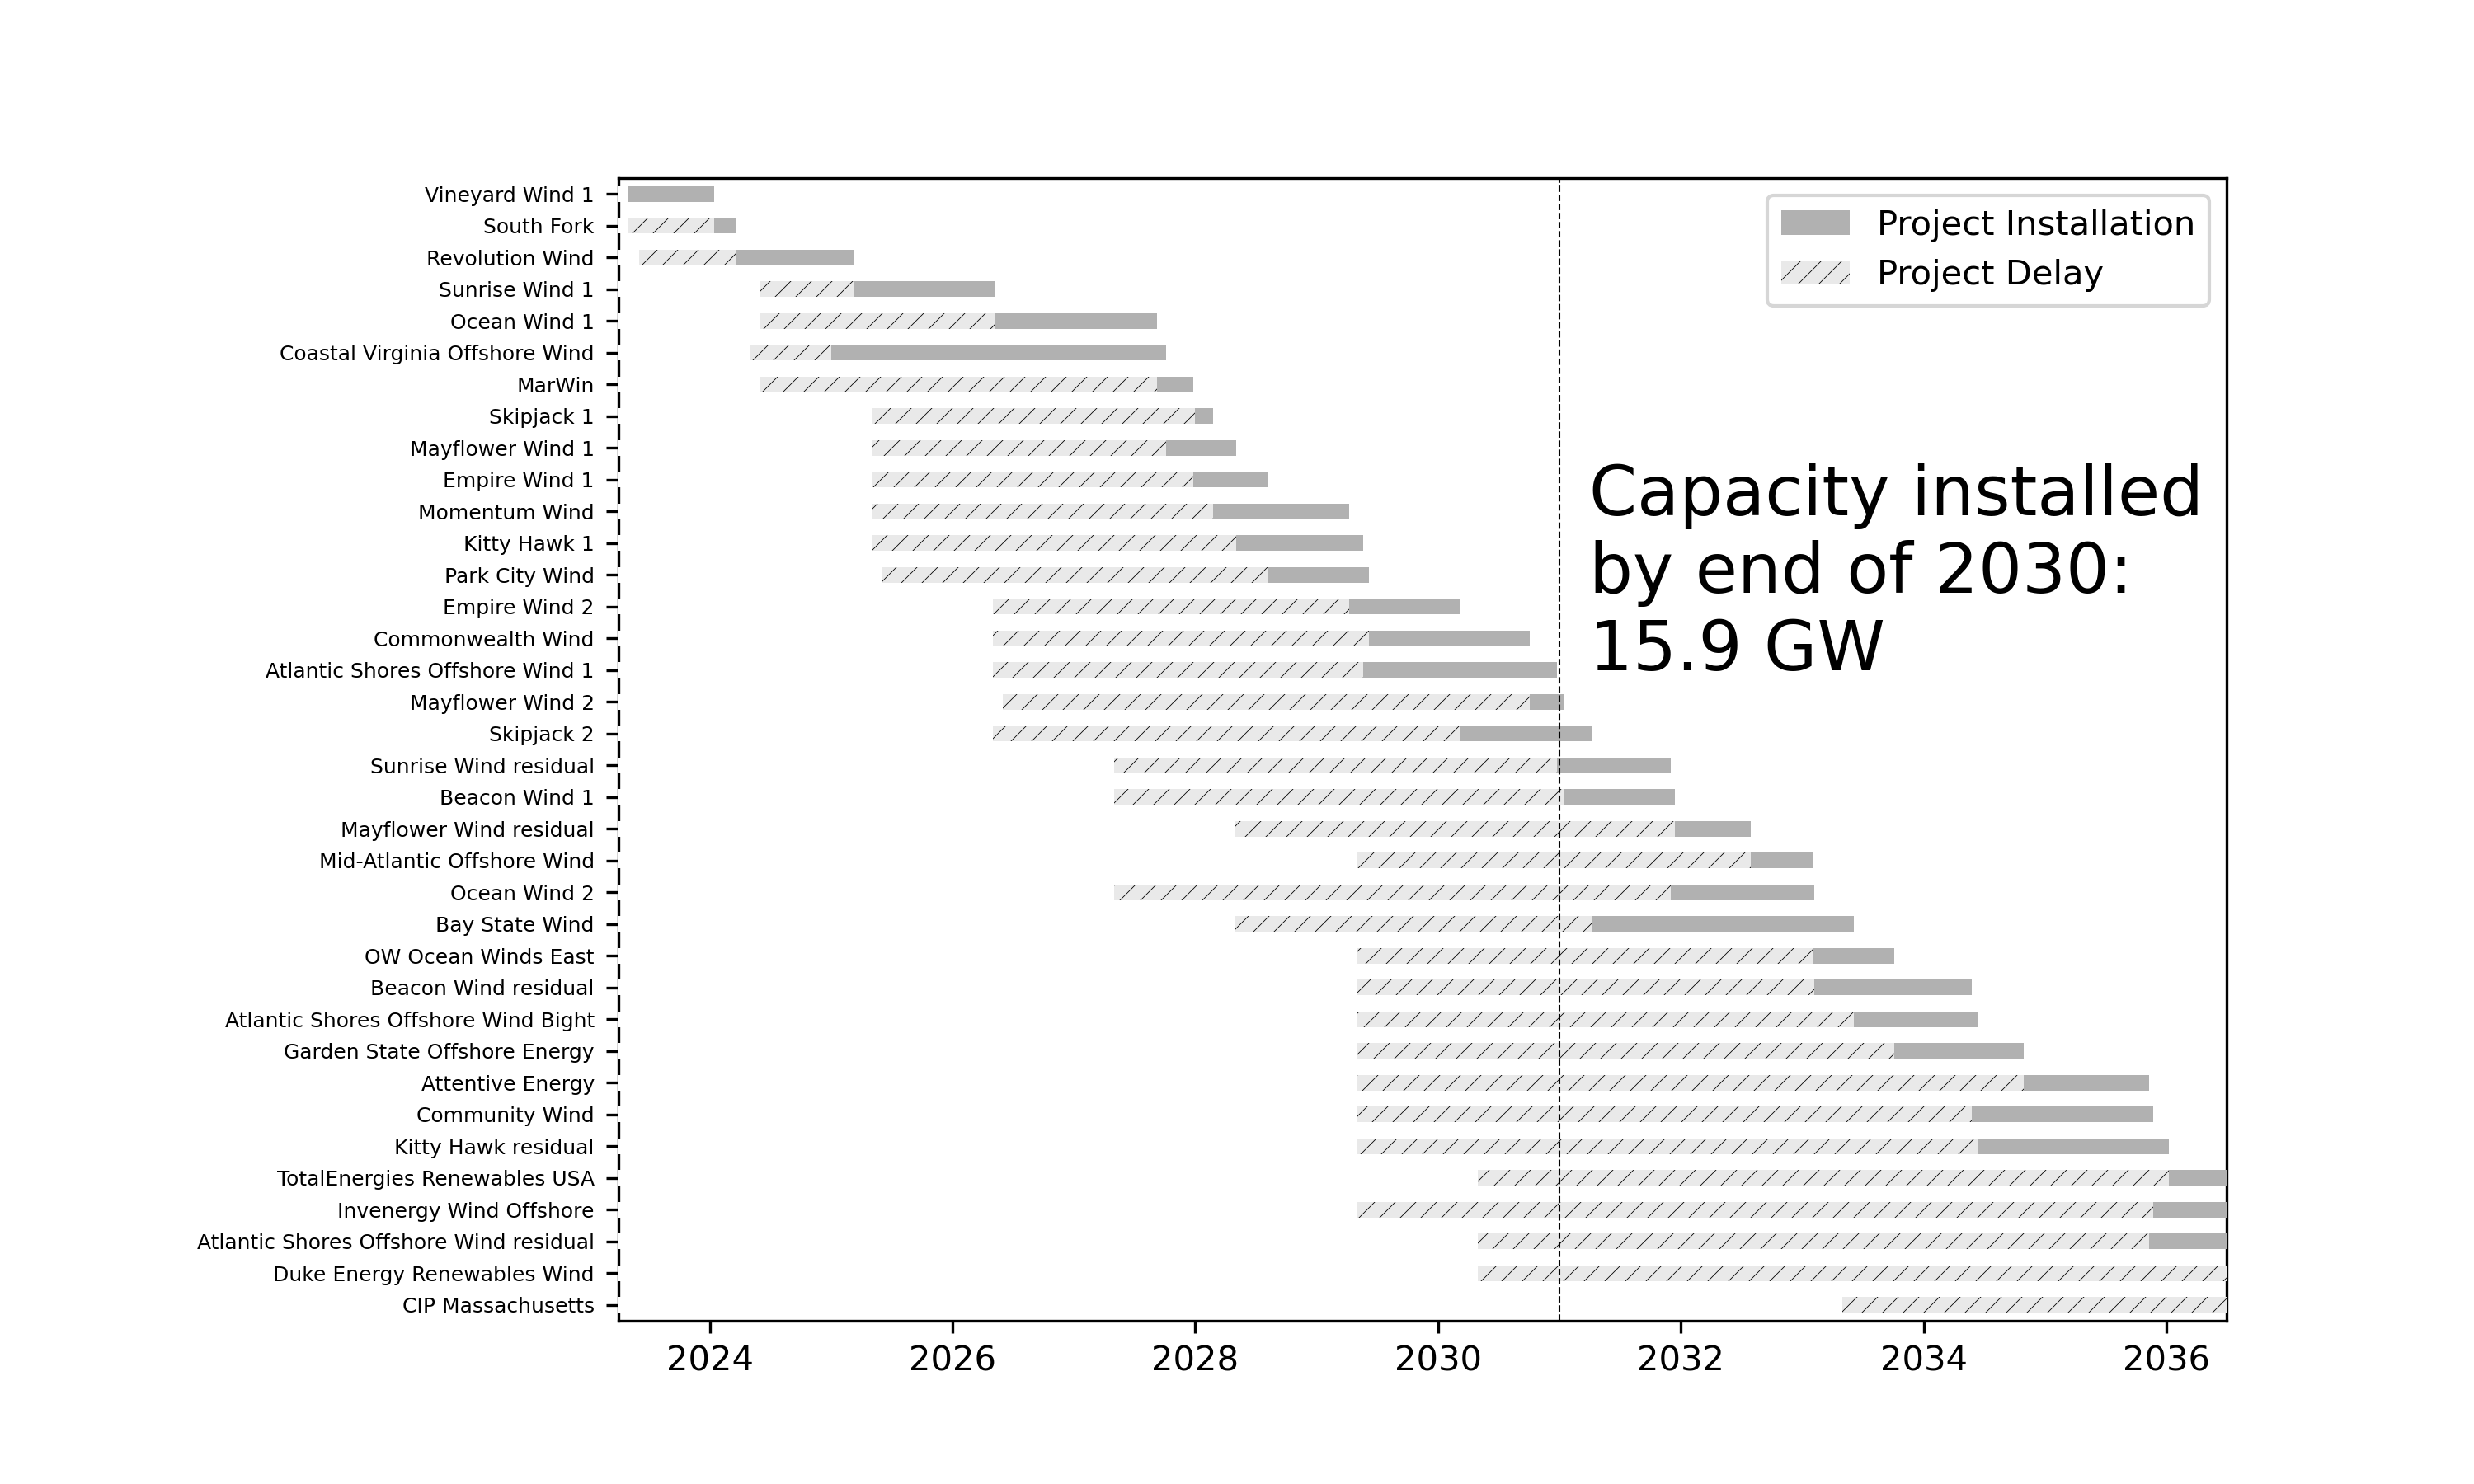 Vineyard Wind 1
South Fork
Revolution Wind
Sunrise Wind 1
Ocean Wind 1
Coastal Virginia Offshore Wind
MarWin
Skipjack 1
Mayflower Wind 1
Empire Wind 1
Momentum Wind
Kitty Hawk 1
Park City Wind
Empire Wind 2
Commonwealth Wind
Atlantic Shores Offshore Wind 1
Mayflower Wind 2
Skipjack 2
Sunrise Wind residual
Beacon Wind 1
Mayflower Wind residual
Mid-Atlantic Offshore Wind
Ocean Wind 2
Bay State Wind
OW Ocean Winds East
Beacon Wind residual
Atlantic Shores Offshore Wind Bight
Garden State Offshore Energy
Attentive Energy
Community Wind
Kitty Hawk residual
TotalEnergies Renewables USA
Invenergy Wind Offshore
Atlantic Shores Offshore Wind residual
Duke Energy Renewables Wind
CIP Massachusetts
Project Installation
Project Delay
Capacity installed
by end of 2030:
15.9 GW
2024 2026 2028 2030 2032 2034 2036